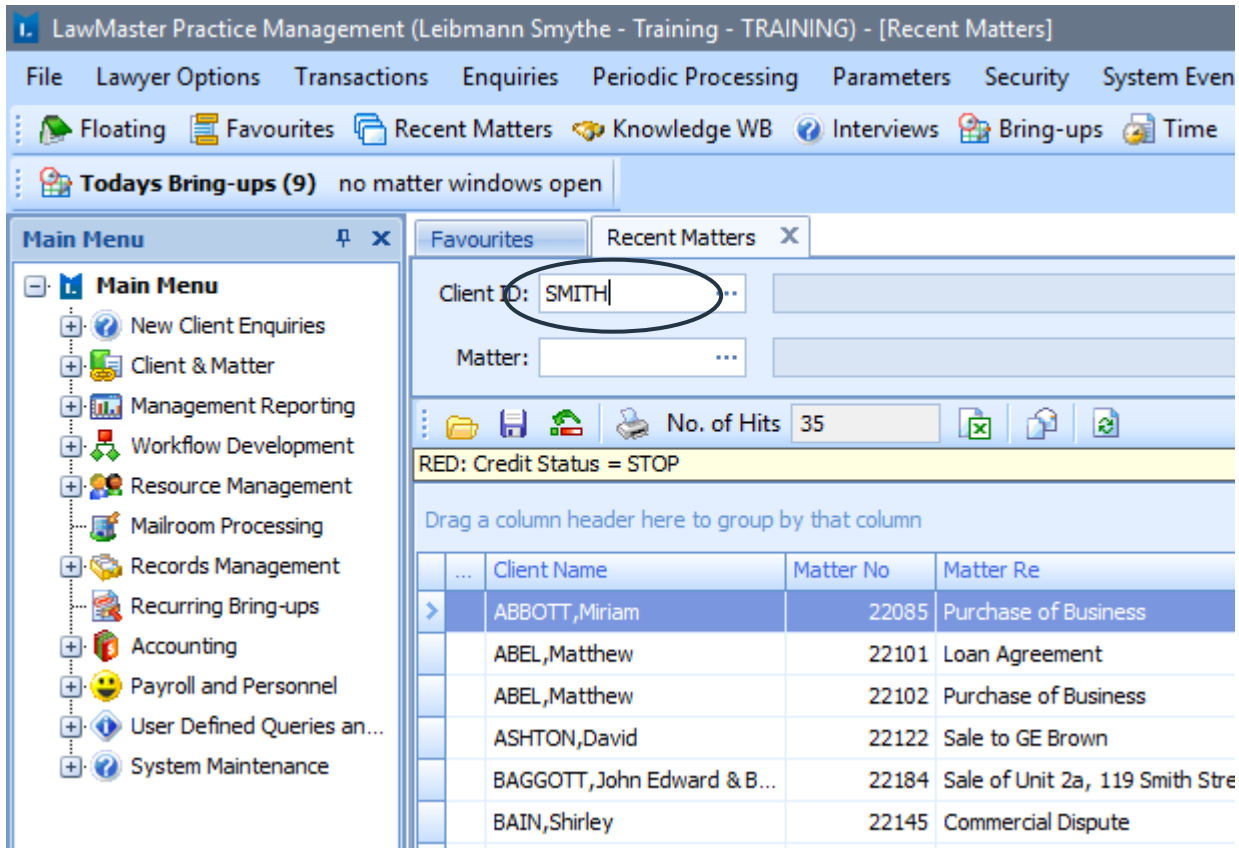 LawMaster Practice Management (Leibmann Smythe - Training - TRAINING) - [Recent Matters]
File Lawyer Options Transactions Enquiries Periodic Processing Parameters Security System Even
Floating Favourites Recent Matters Knowledge WB Interviews Bring-ups Time
Todays Bring-ups (9) no matter windows open
Main Menu
Main Menu
New Client Enquiries
Client & Matter
Management Reporting
Workflow Development
Resource Management
Mailroom Processing
Records Management
Recurring Bring-ups
Accounting
Payroll and Personnel
User Defined Queries an...
System Maintenance
Favourites Recent Matters
Client ID: SMITH ...
Matter: ...
No. of Hits 35
RED: Credit Status = STOP
Drag a column header here to group by that column
... Client Name Matter No Matter Re
ABBOTT,Miriam 22085 Purchase of Business
ABEL,Matthew 22101 Loan Agreement
ABEL,Matthew 22102 Purchase of Business
ASHTON,David 22122 Sale to GE Brown
BAGGOTT,John Edward & B... 22184 Sale of Unit 2a, 119 Smith Stre
BAIN,Shirley 22145 Commercial Dispute